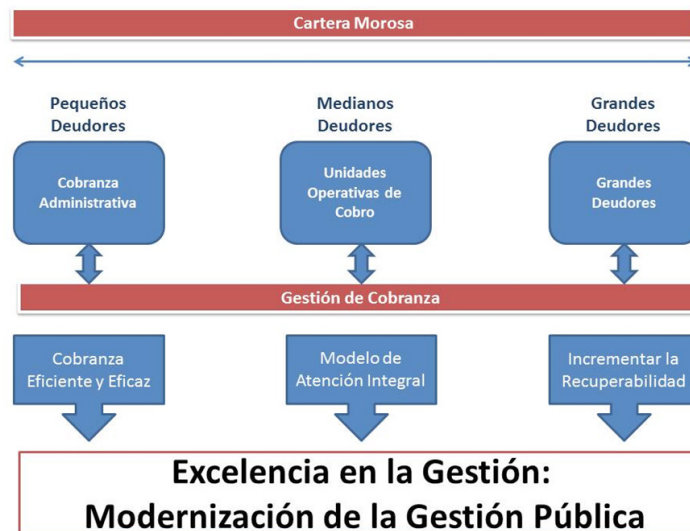 Cartera Morosa
Pequeños
Deudores
Medianos
Deudores
Grandes
Deudores
Cobranza
Administrativa
Unidades
Operativas de
Cobro
Grandes
Deudores
Gestión de Cobranza
Cobranza
Eficiente y Eficaz
Modelo de
Atención Integral
Incrementar la
Recuperabilidad
Excelencia en la Gestión:
Modernización de la Gestión Pública